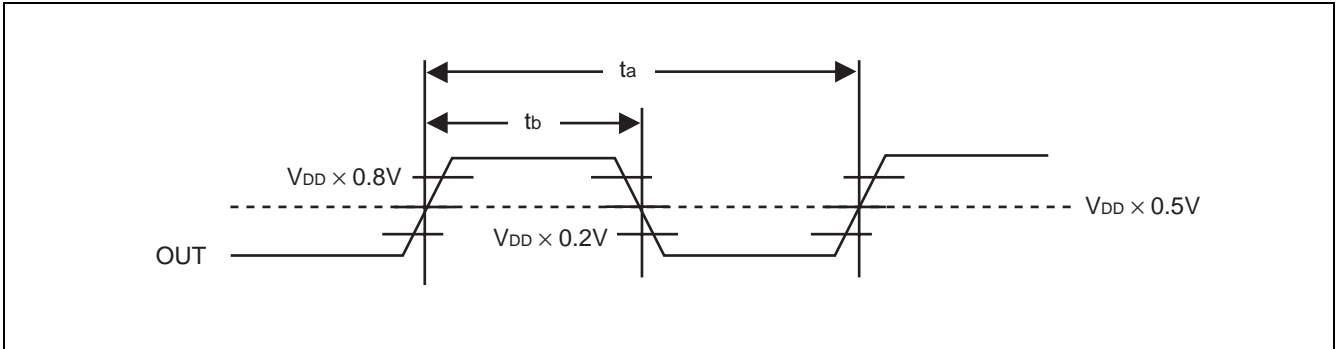 ta
tb
VDD × 0.8V
VDD × 0.5V
VDD × 0.2V
OUT